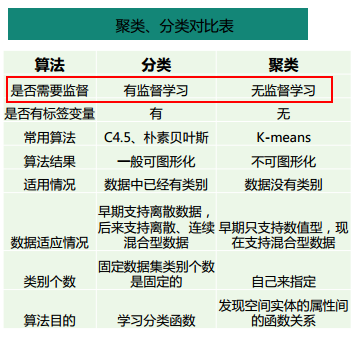 聚类、分类对比表
算法 分类 聚类
是否需要监督 有监督学习 无监督学习
是否有标签变量 有 无
常用算法 C4.5、朴素贝叶斯 K-means
算法结果 一般可图形化 不可图形化
适用情况 数据中已经有类别 数据没有类别
数据适应情况 早期支持离散数据，后来支持离散、连续混合型数据 早期只支持数值型，现在支持混合型数据
类别个数 固定数据集类别个数是固定的 自己来指定
算法目的 学习分类函数 发现空间实体的属性间的函数关系